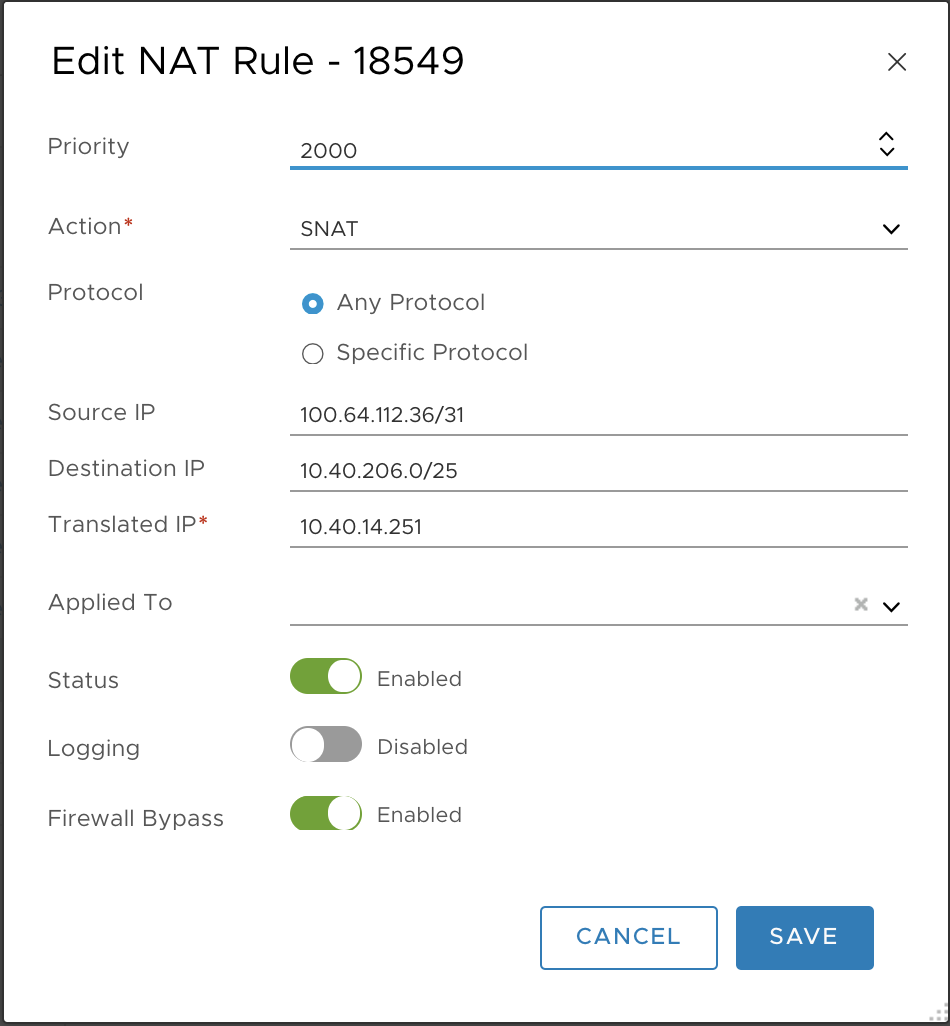 Edit NAT Rule - 18549
Priority 2000
Action* SNAT
Protocol Any Protocol
Specific Protocol
Source IP 100.64.112.36/31
Destination IP 10.40.206.0/25
Translated IP* 10.40.14.251
Applied To
Status Enabled
Logging Disabled
Firewall Bypass Enabled
CANCEL SAVE